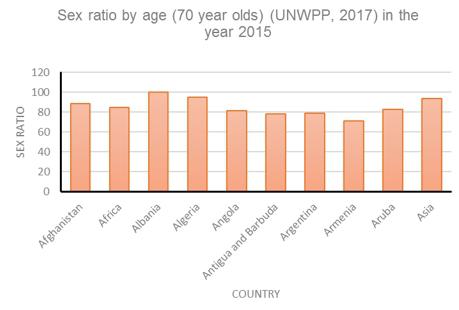 Sex ratio by age (70 year olds) (UNWPP, 2017) in the
year 2015
120
100
80
60
40
20
0
SEX RATIO
Afghanistan
Africa
Albania
Algeria
Angola
Antigua and Barbuda
Argentina
Armenia
Aruba
Asia
COUNTRY